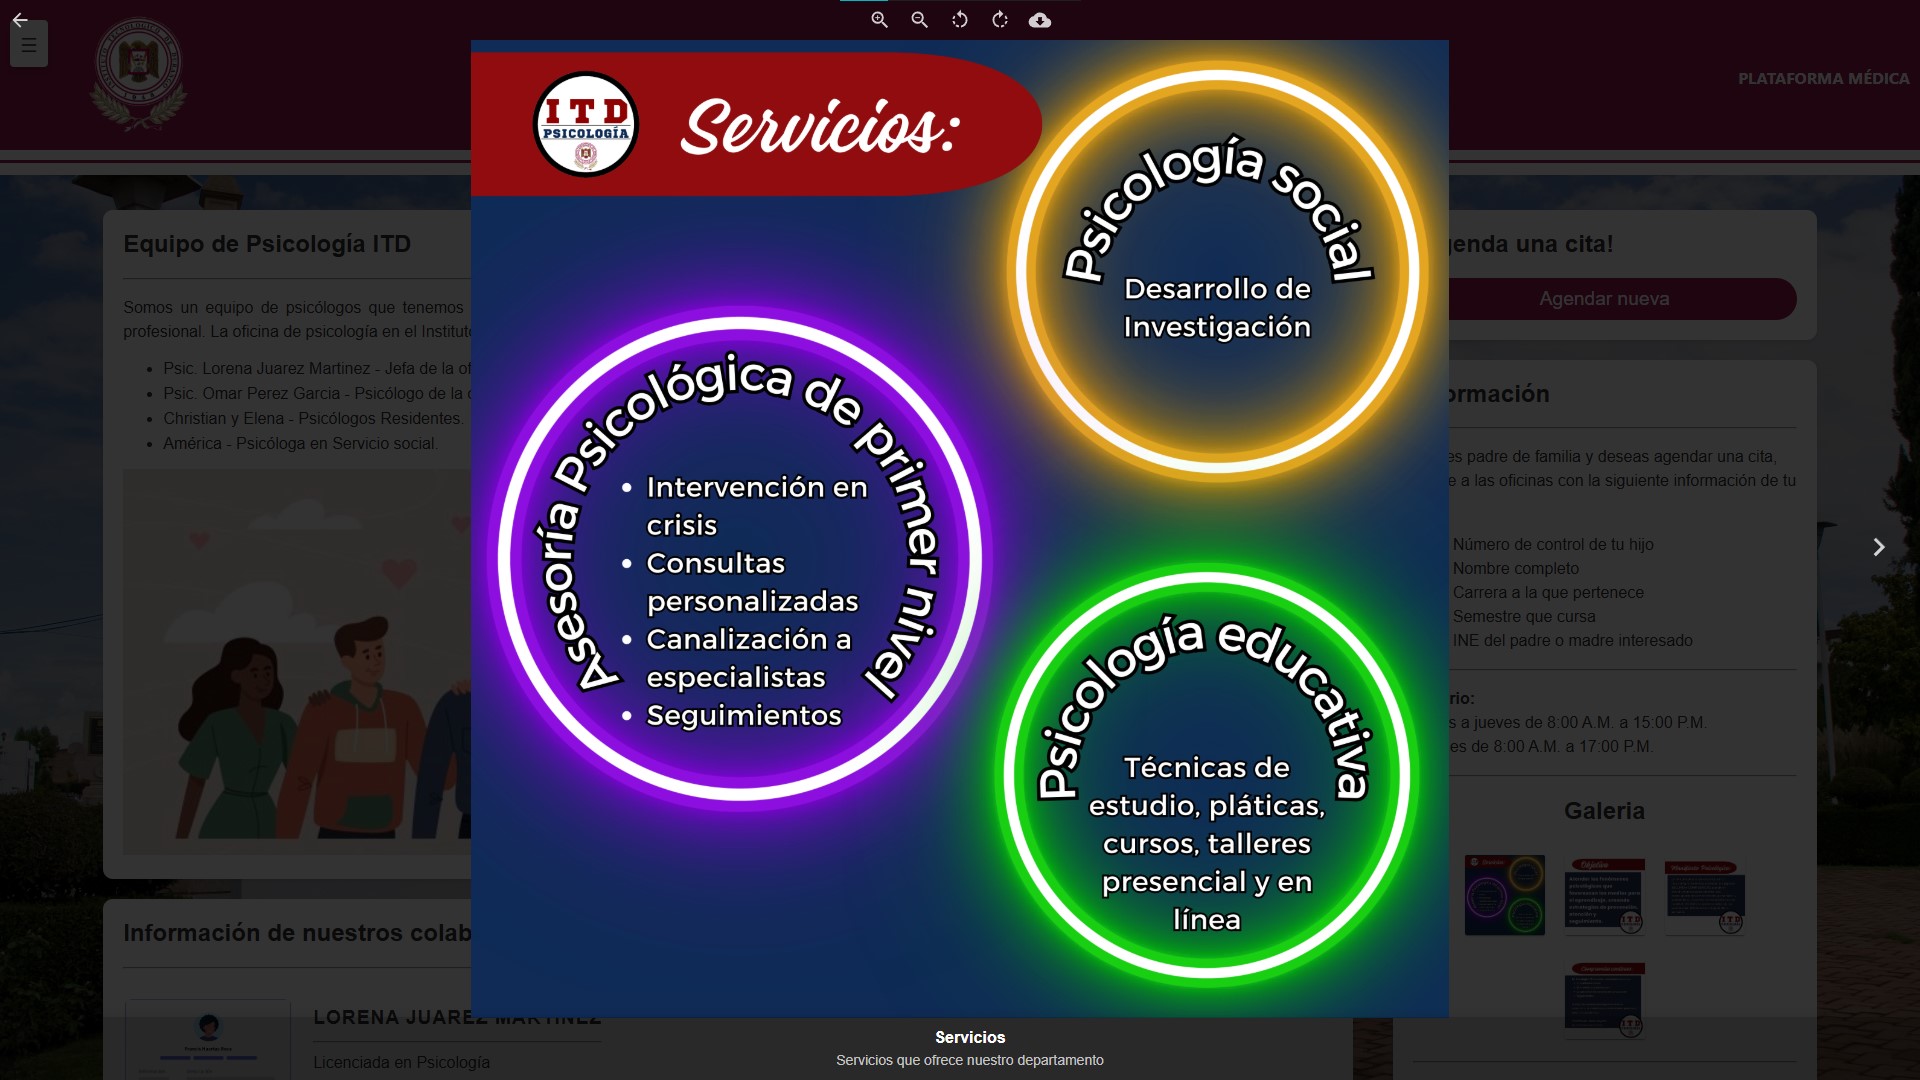 PLATAFORMA MÉDICA
ITD
PSICOLOGÍA
Servicios:
Psicología social
Desarrollo de
Investigación
Asesoría Psicológica de primer nivel
• Intervención en
crisis
• Consultas
personalizadas
• Canalización a
especialistas
• Seguimientos
Psicología educativa
Técnicas de
estudio, pláticas,
cursos, talleres
presencial y en
línea
Equipo de Psicología ITD
Somos un equipo de psicólogos que tenemos
profesional. La oficina de psicología en el
• Psic. Lorena Juarez Martinez - Jefa de la
• Psic. Omar Perez Garcia - Psicólogo de la
• Christian y Elena - Psicólogos Residentes.
• América - Psicóloga en Servicio social.
Información de nuestros
LORENA JUAREZ MARTINEZ
Licenciada en Psicología
una cita!
Agendar nueva
es padre de familia y deseas agendar una cita,
a las oficinas con la siguiente información de tu
Número de control de tu hijo
Nombre completo
Carrera a la que pertenece
Semestre que cursa
INE del padre o madre interesado
a jueves de 8:00 A.M. a 15:00 P.M.
de 8:00 A.M. a 17:00 P.M.
Galeria
Servicios
Servicios que ofrece nuestro departamento